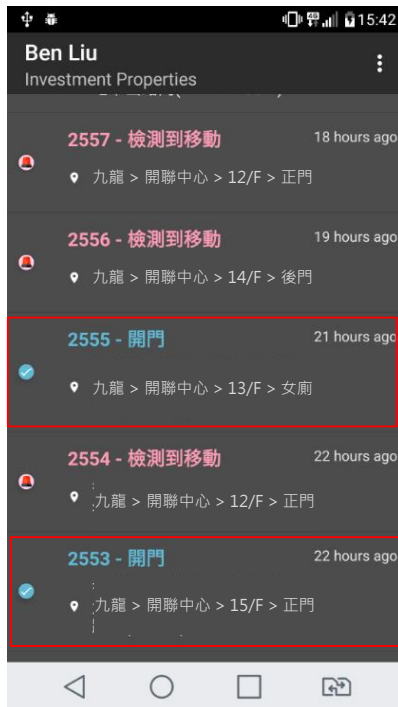 15:42
Ben Liu
Investment Properties
2557 - 檢測到移動 18 hours ago
九龍 > 開聯中心 > 12/F > 正門
2556 - 檢測到移動 19 hours ago
九龍 > 開聯中心 > 14/F > 後門
2555 - 開門 21 hours ago
九龍 > 開聯中心 > 13/F > 女廁
2554 - 檢測到移動 22 hours ago
九龍 > 開聯中心 > 12/F > 正門
2553 - 開門 22 hours ago
九龍 > 開聯中心 > 15/F > 正門